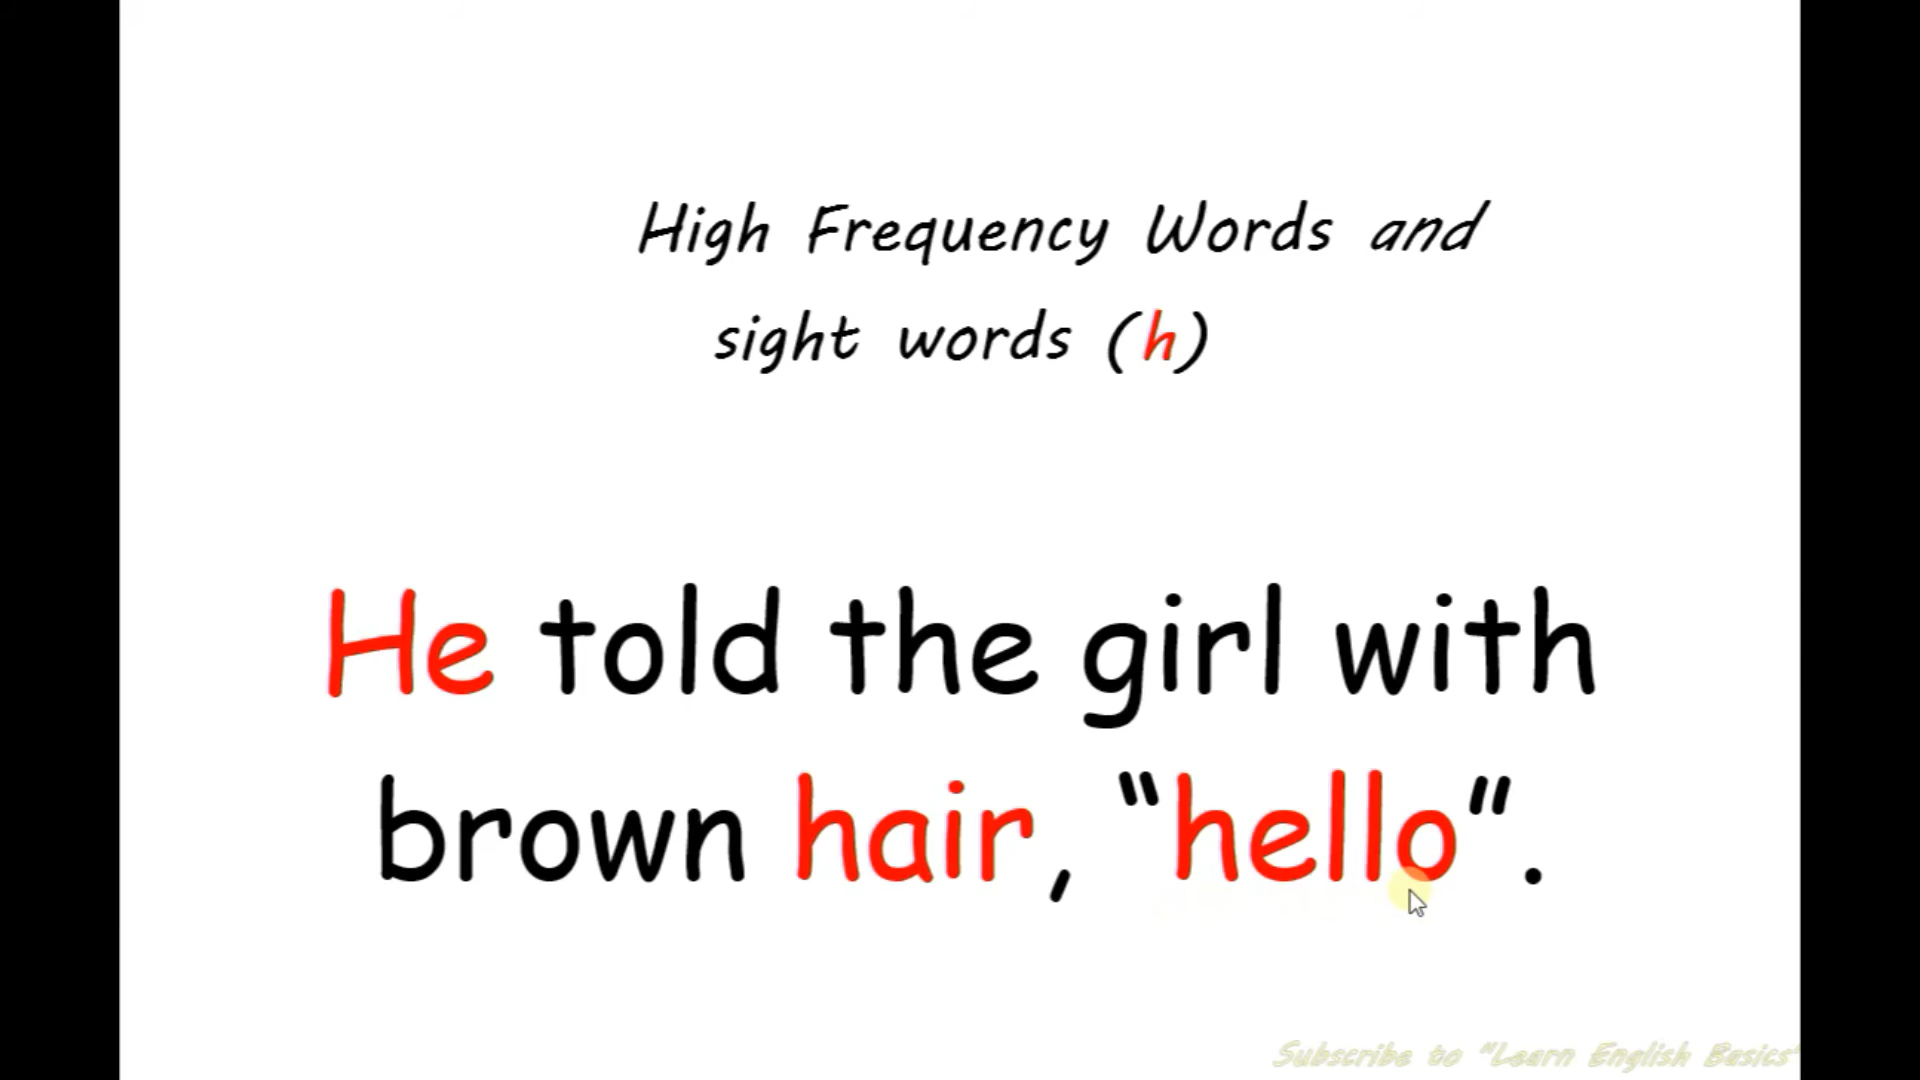 High Frequency Words and
sight words (h)
He told the girl with
brown hair, “hello”.
Subscribe to "Learn English Basics"